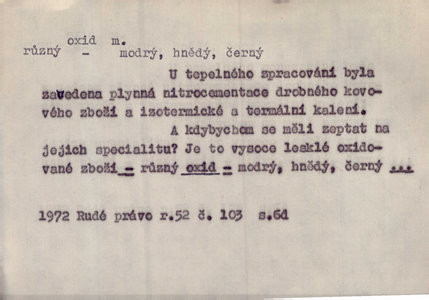 oxid m.
různý – modrý, hnědý, černý
U tepelného zpracování byla
zavedena plynná nitrocementace drobného kovo-
vého zboží a izotermické a termální kalení.
A kdybychom se měli zeptat na
jejich specialitu? Je to vysoce lesklé oxido-
vané zboží – různý oxid – modrý, hnědý, černý ...
1972 Rudé právo r.52 č. 103 s.6d